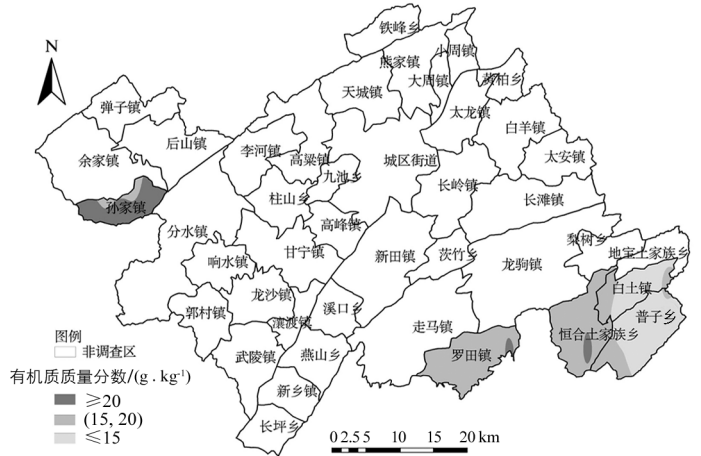 铁峰乡
N
熊家镇
小周镇
大周镇
黄柏乡
天城镇
弹子镇
太龙镇
白羊镇
后山镇
李河镇
高粱镇
城区街道
太安镇
余家镇
九池乡
长岭镇
柱山乡
长滩镇
孙家镇
高峰镇
分水镇
梨树乡
地宝土家族乡
响水镇
甘宁镇
新田镇
茨竹乡
龙驹镇
白土镇
龙沙镇
郭村镇
溪口乡
普子乡
瀼渡镇
走马镇
恒合土家族乡
武陵镇
燕山乡
罗田镇
新乡镇
长坪乡
图例
非调查区
有机质质量分数/(g . kg⁻¹)
≥20
(15, 20)
≤15
0 2.5 5 10 15 20 km